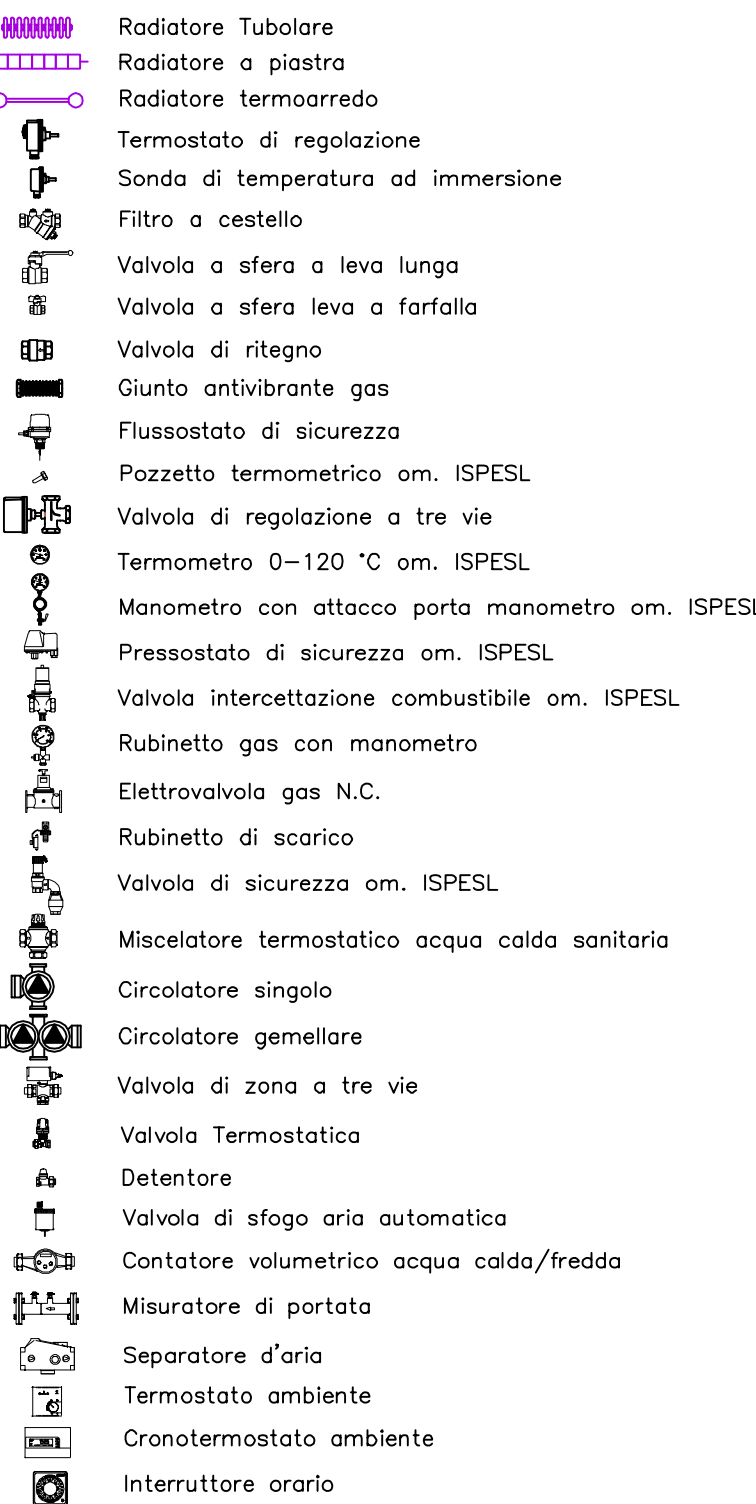 Radiatore Tubolare
Radiatore a piastra
Radiatore termoarredo
Termostato di regolazione
Sonda di temperatura ad immersione
Filtro a cestello
Valvola a sfera a leva lunga
Valvola a sfera leva a farfalla
Valvola di ritegno
Giunto antivibrante gas
Flussostato di sicurezza
Pozzetto termometrico om. ISPESL
Valvola di regolazione a tre vie
Termometro 0-120 °C om. ISPESL
Manometro con attacco porta manometro om. ISPESL
Pressostato di sicurezza om. ISPESL
Valvola intercettazione combustibile om. ISPESL
Rubinetto gas con manometro
Elettrovalvola gas N.C.
Rubinetto di scarico
Valvola di sicurezza om. ISPESL
Miscelatore termostatico acqua calda sanitaria
Circolatore singolo
Circolatore gemellare
Valvola di zona a tre vie
Valvola Termostatica
Detentore
Valvola di sfogo aria automatica
Contatore volumetrico acqua calda/fredda
Misuratore di portata
Separatore d'aria
Termostato ambiente
Cronotermostato ambiente
Interruttore orario